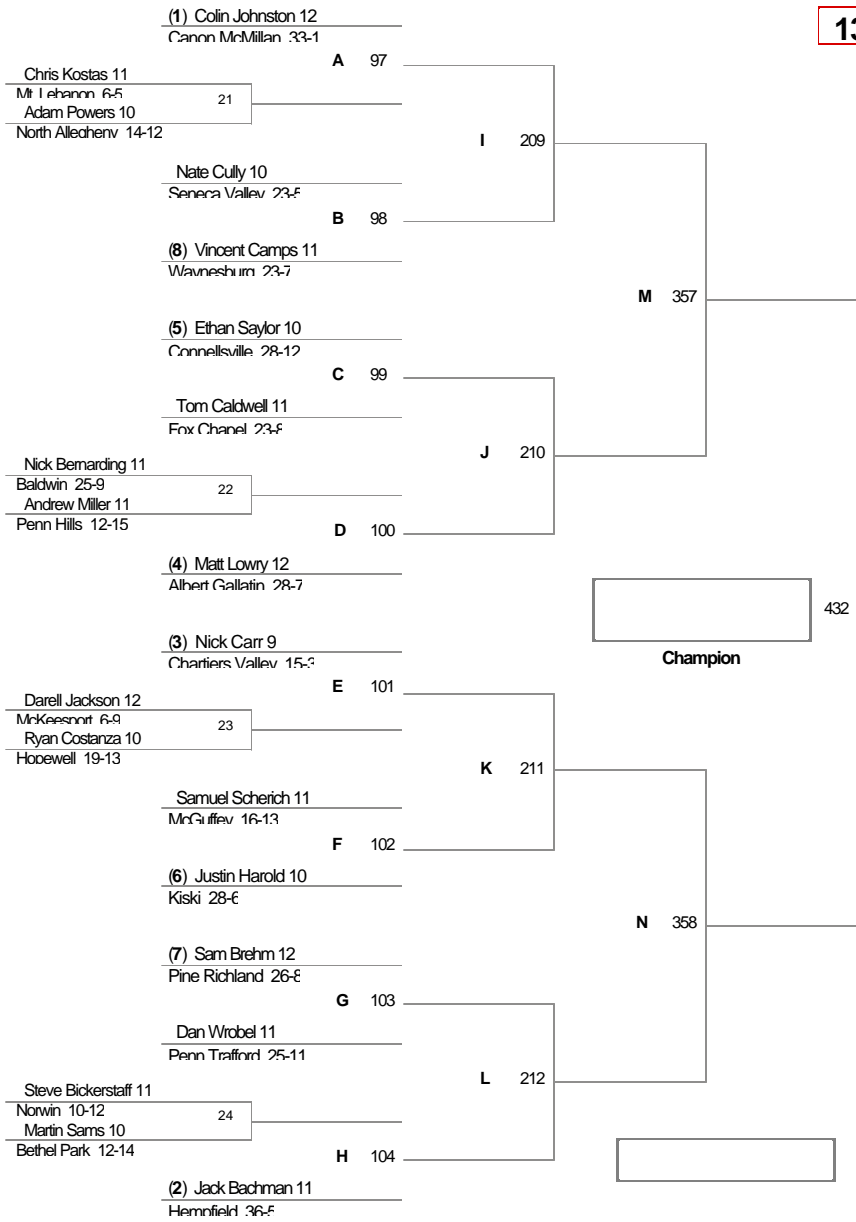 (1) Colin Johnston 12
Canon McMillan 33-1
13
A 97
Chris Kostas 11
Mt. Lebanon 6-5
21
Adam Powers 10
North Allegheny 14-12
I 209
Nate Cully 10
Seneca Valley 23-5
B 98
(8) Vincent Camps 11
Waynesburg 23-7
M 357
(5) Ethan Saylor 10
Connellsville 28-12
C 99
Tom Caldwell 11
Fox Chapel 23-8
J 210
Nick Bernarding 11
Baldwin 25-9
22
Andrew Miller 11
Penn Hills 12-15
D 100
(4) Matt Lowry 12
Albert Gallatin 28-7
432
(3) Nick Carr 9
Chartiers Valley 15-3
Champion
E 101
Darell Jackson 12
McKeesport 6-9
23
Ryan Costanza 10
Hopewell 19-13
K 211
Samuel Scherich 11
McGuffey 16-13
F 102
(6) Justin Harold 10
Kiski 28-6
N 358
(7) Sam Brehm 12
Pine Richland 26-8
G 103
Dan Wrobel 11
Penn Trafford 25-11
L 212
Steve Bickerstaff 11
Norwin 10-12
24
Martin Sams 10
Bethel Park 12-14
H 104
(2) Jack Bachman 11
Hempfield 36-5